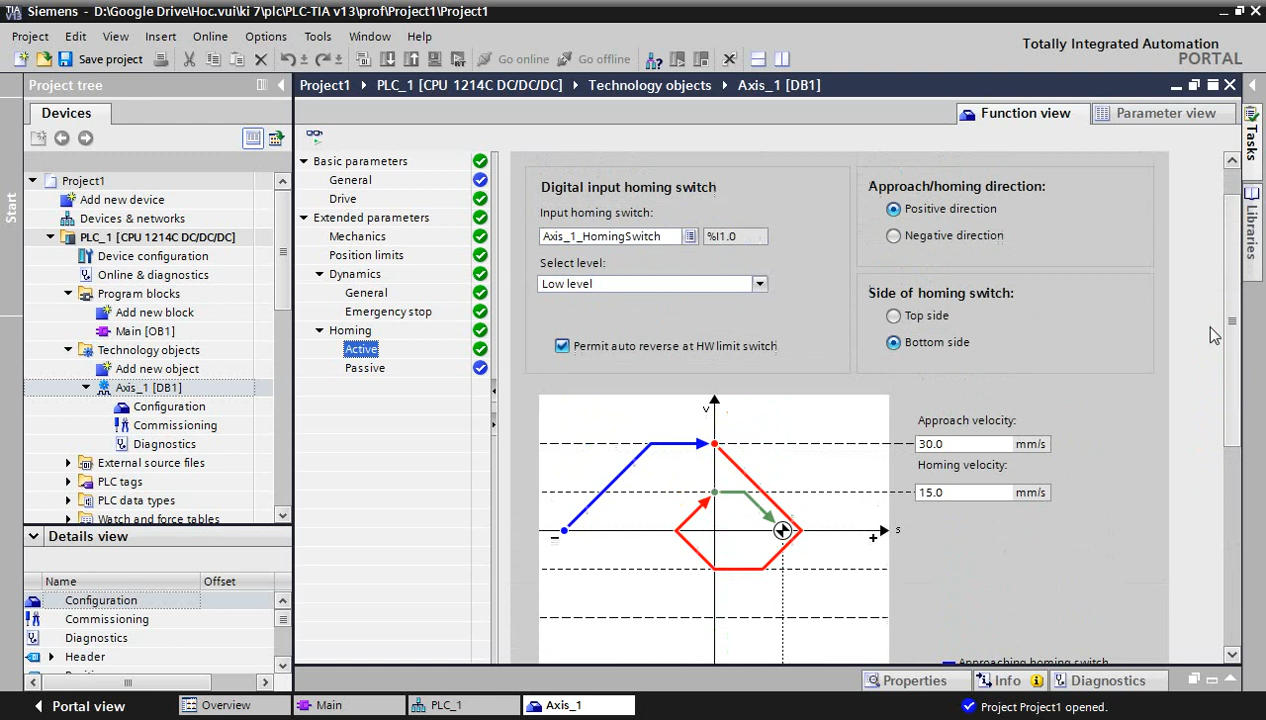 Siemens - D:\Google Drive\Hoc.vui\ki 7\plc\PLC-TIA v13\prof\Project1\Project1
TIA
V13
Project Edit View Insert Online Options Tools Window Help
Totally Integrated Automation
PORTAL
Save project Go online Go offline
Project tree
Project1 PLC_1 [CPU 1214C DC/DC/DC] Technology objects Axis_1 [DB1]
Devices
Function view Parameter view
Start
Tasks
Libraries
Project1
Add new device
Devices & networks
PLC_1 [CPU 1214C DC/DC/DC]
Device configuration
Online & diagnostics
Program blocks
Add new block
Main [OB1]
Technology objects
Add new object
Axis_1 [DB1]
Configuration
Commissioning
Diagnostics
External source files
PLC tags
PLC data types
Watch and force tables
Details view
Name Offset
Configuration
Commissioning
Diagnostics
Header
Basic parameters
General
Drive
Extended parameters
Mechanics
Position limits
Dynamics
General
Emergency stop
Homing
Active
Passive
Digital input homing switch
Input homing switch:
Axis_1_HomingSwitch %I1.0
Select level:
Low level
Permit auto reverse at HW limit switch
Approach/homing direction:
Positive direction
Negative direction
Side of homing switch:
Top side
Bottom side
v
s
–
+
Approach velocity:
30.0 mm/s
Homing velocity:
15.0 mm/s
Approaching homing switch
Properties Info Diagnostics
Portal view Overview Main PLC_1 Axis_1 Project Project1 opened.